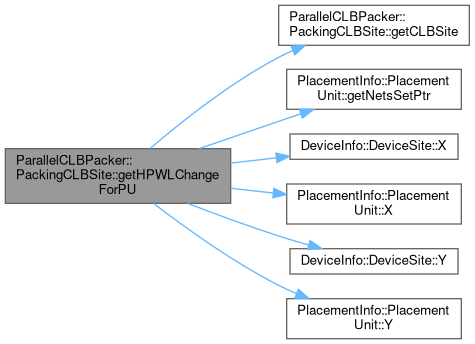 ParallelCLBPacker::
PackingCLBSite::getHPWLChange
ForPU
ParallelCLBPacker::
PackingCLBSite::getCLBSite
PlacementInfo::Placement
Unit::getNetsSetPtr
DeviceInfo::DeviceSite::X
PlacementInfo::Placement
Unit::X
DeviceInfo::DeviceSite::Y
PlacementInfo::Placement
Unit::Y